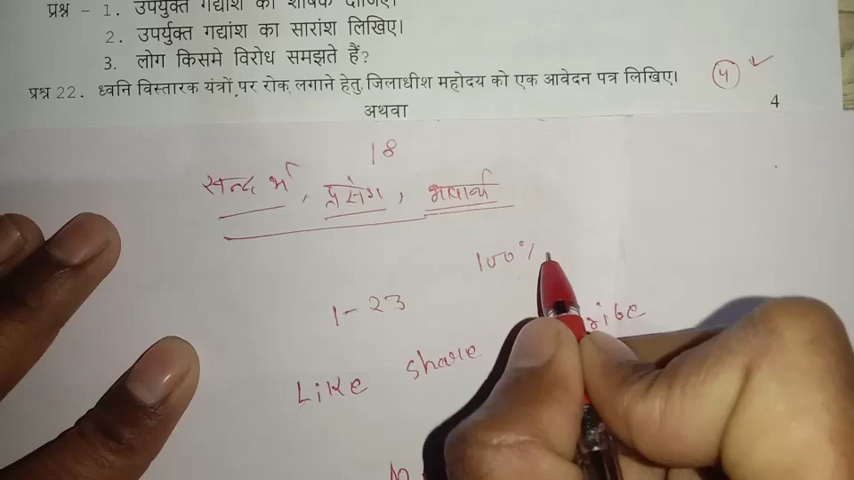 प्रश्न - 1. उपर्युक्त गद्यांश का शीर्षक दीजिए।
2. उपर्युक्त गद्यांश का सारांश लिखिए।
3. लोग किसमे विरोध समझते हैं?
प्रश्न 22. ध्वनि विस्तारक यंत्रों पर रोक लगाने हेतु जिलाधीश महोदय को एक आवेदन पत्र लिखिए। 4
अथवा 4
18
सन्दर्भ, प्रसंग, भावार्थ
100%
1-23
Like share